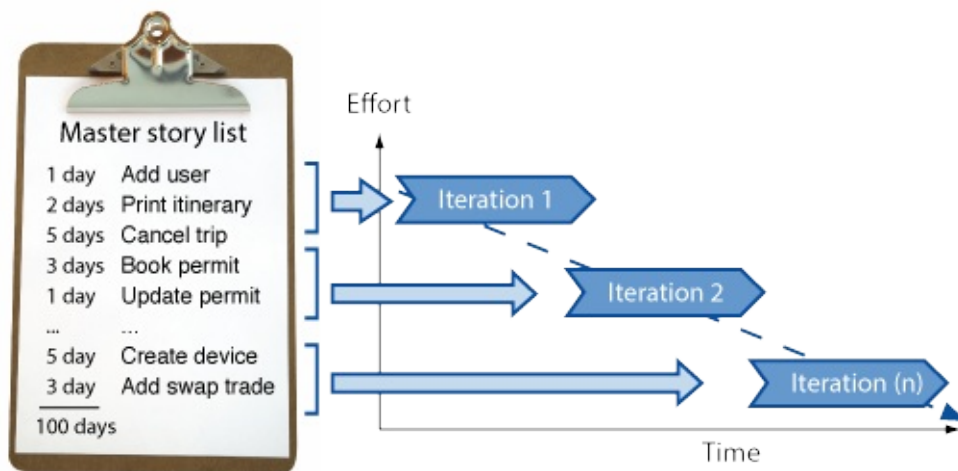 Master story list
1 day Add user
2 days Print itinerary
5 days Cancel trip
3 days Book permit
1 day Update permit
... ...
5 day Create device
3 day Add swap trade
100 days
Effort
Iteration 1
Iteration 2
Iteration (n)
Time